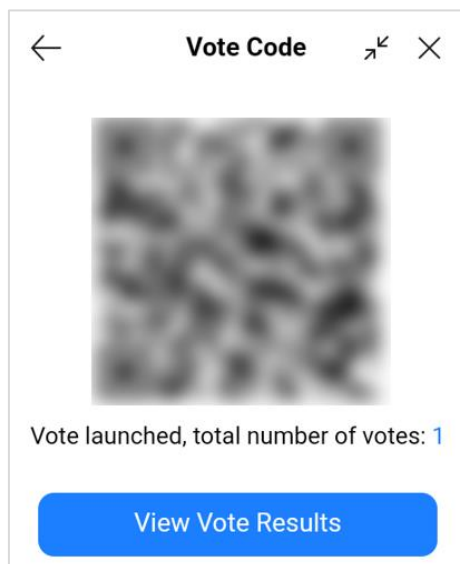 Vote Code
Vote launched, total number of votes: 1
View Vote Results